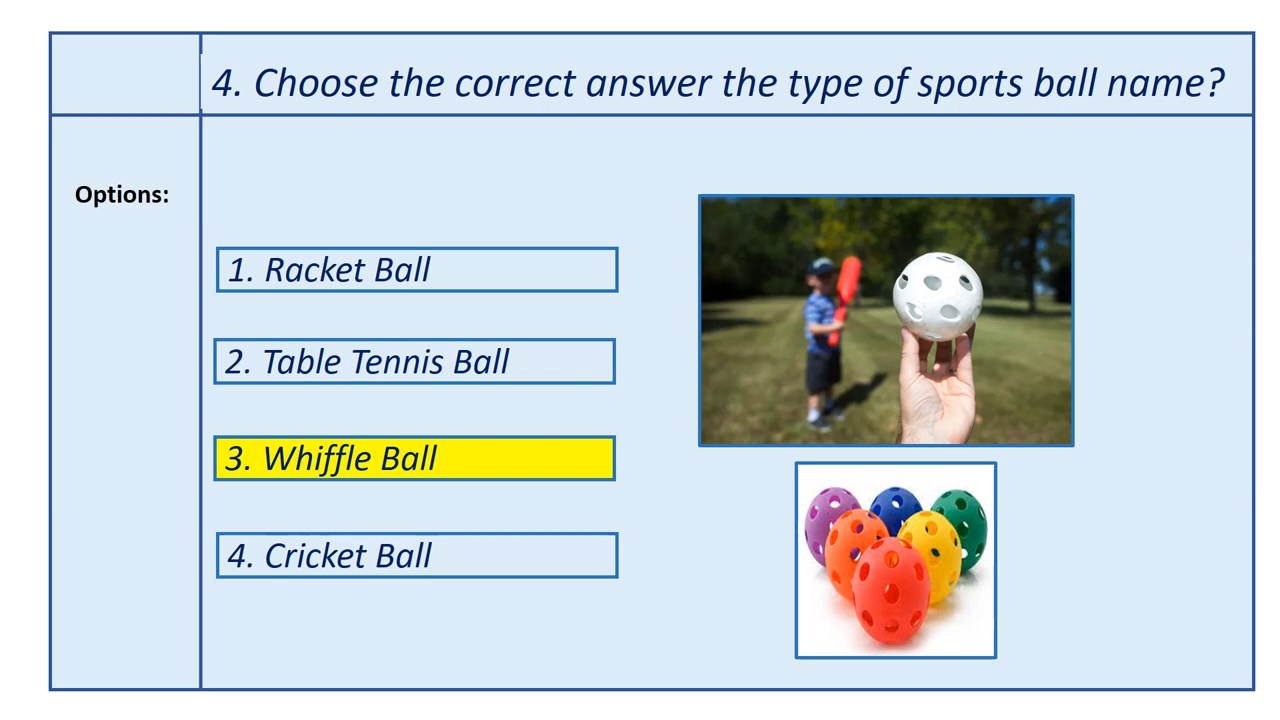 4. Choose the correct answer the type of sports ball name?
Options:
1. Racket Ball
2. Table Tennis Ball
3. Whiffle Ball
4. Cricket Ball